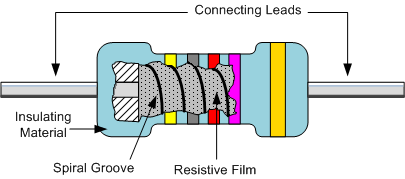 Connecting Leads
Insulating
Material
Spiral Groove
Resistive Film